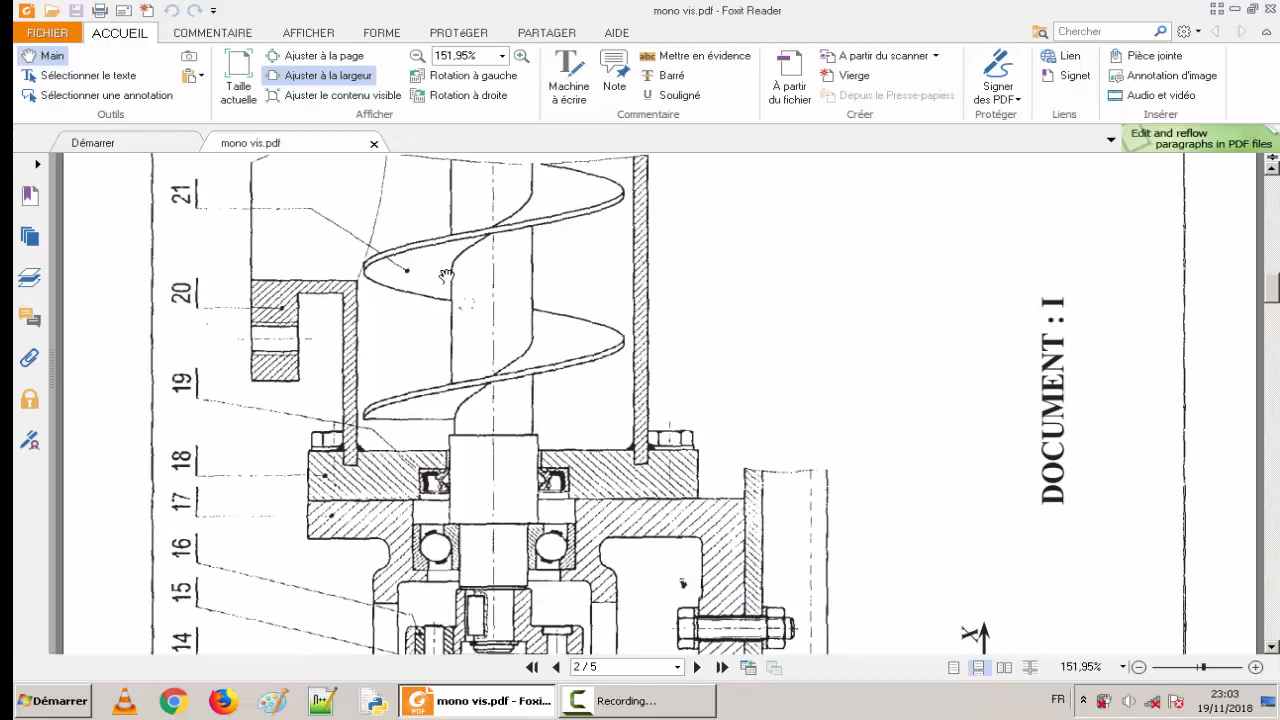 mono vis.pdf - Foxit Reader
FICHIER
ACCUEIL
COMMENTAIRE
AFFICHER
FORME
PROTéGER
PARTAGER
AIDE
Chercher
Main
Sélectionner le texte
Sélectionner une annotation
Outils
Taille actuelle
Ajuster à la page
Ajuster à la largeur
Ajuster le contenu visible
151,95%
Rotation à gauche
Rotation à droite
Afficher
Machine à écrire
Note
Mettre en évidence
Barré
Souligné
Commentaire
À partir du fichier
A partir du scanner
Vierge
Depuis le Presse-papiers
Créer
Signer des PDF
Protéger
Lien
Signet
Liens
Pièce jointe
Annotation d'image
Audio et vidéo
Insérer
Démarrer
mono vis.pdf
Edit and reflow
paragraphs in PDF files
21
20
19
18
17
16
15
14
DOCUMENT : I
X
2 / 5
151,95%
Démarrer
mono vis.pdf - Foxi...
Recording...
FR
23:03
19/11/2018